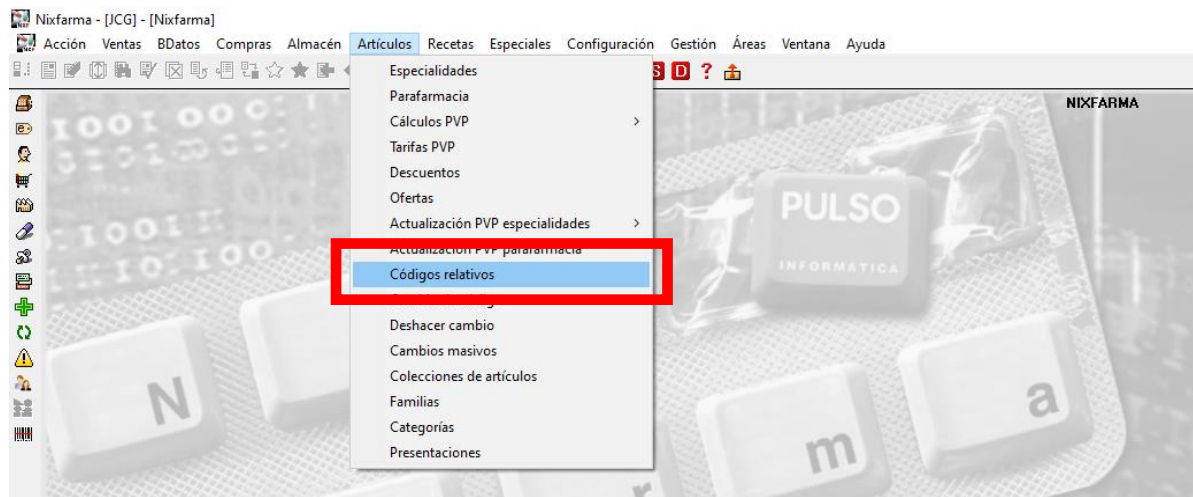 Nixfarma - [JCG] - [Nixfarma]
Acción Ventas BDatos Compras Almacén Artículos Recetas Especiales Configuración Gestión Áreas Ventana Ayuda
S D ?
Especialidades
NIXFARMA
Parafarmacia
Cálculos PVP >
Tarifas PVP
Descuentos
Ofertas
PULSO
Actualización PVP especialidades >
Actualización PVP parafarmacia
INFORMATICA
Códigos relativos
Deshacer cambio
Cambios masivos
Colecciones de artículos
Familias
Categorías
Presentaciones
N
a
m
r